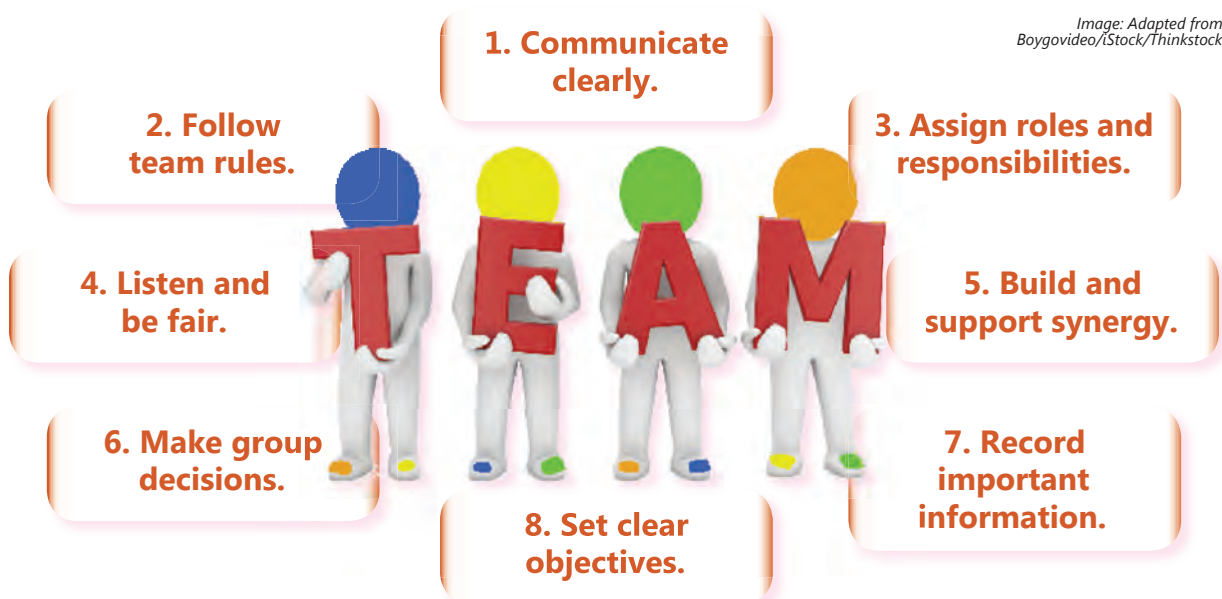 Image: Adapted from
Boygovideo/iStock/Thinkstock
1. Communicate
clearly.
2. Follow
team rules.
3. Assign roles and
responsibilities.
TEAM
4. Listen and
be fair.
5. Build and
support synergy.
6. Make group
decisions.
7. Record
important
information.
8. Set clear
objectives.